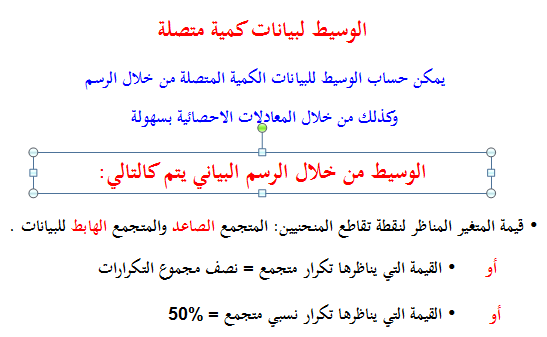 الوسيط لبيانات كمية متصلة
يمكن حساب الوسيط للبيانات الكمية المتصلة من خلال الرسم
وكذلك من خلال المعادلات الاحصائية بسهولة
الوسيط من خلال الرسم البياني يتم كالتالي:
• قيمة المتغير المناظر لنقطة تقاطع المنحنيين: المتجمع الصاعد والمتجمع الهابط للبيانات .
أو • القيمة التي يناظرها تكرار متجمع = نصف مجموع التكرارات
أو • القيمة التي يناظرها تكرار نسبي متجمع = 50%